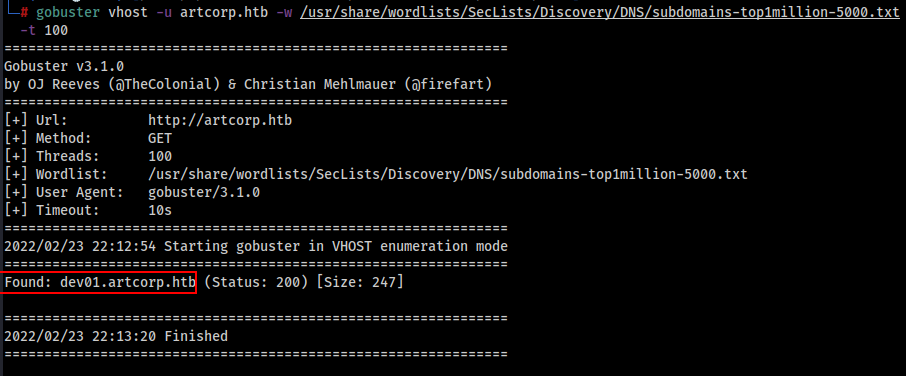 └─# gobuster vhost -u artcorp.htb -w /usr/share/wordlists/SecLists/Discovery/DNS/subdomains-top1million-5000.txt
-t 100
===============================================================
Gobuster v3.1.0
by OJ Reeves (@TheColonial) & Christian Mehlmauer (@firefart)
===============================================================
[+] Url:          http://artcorp.htb
[+] Method:       GET
[+] Threads:      100
[+] Wordlist:     /usr/share/wordlists/SecLists/Discovery/DNS/subdomains-top1million-5000.txt
[+] User Agent:   gobuster/3.1.0
[+] Timeout:      10s
===============================================================
2022/02/23 22:12:54 Starting gobuster in VHOST enumeration mode
===============================================================
Found: dev01.artcorp.htb (Status: 200) [Size: 247]
===============================================================
2022/02/23 22:13:20 Finished
===============================================================